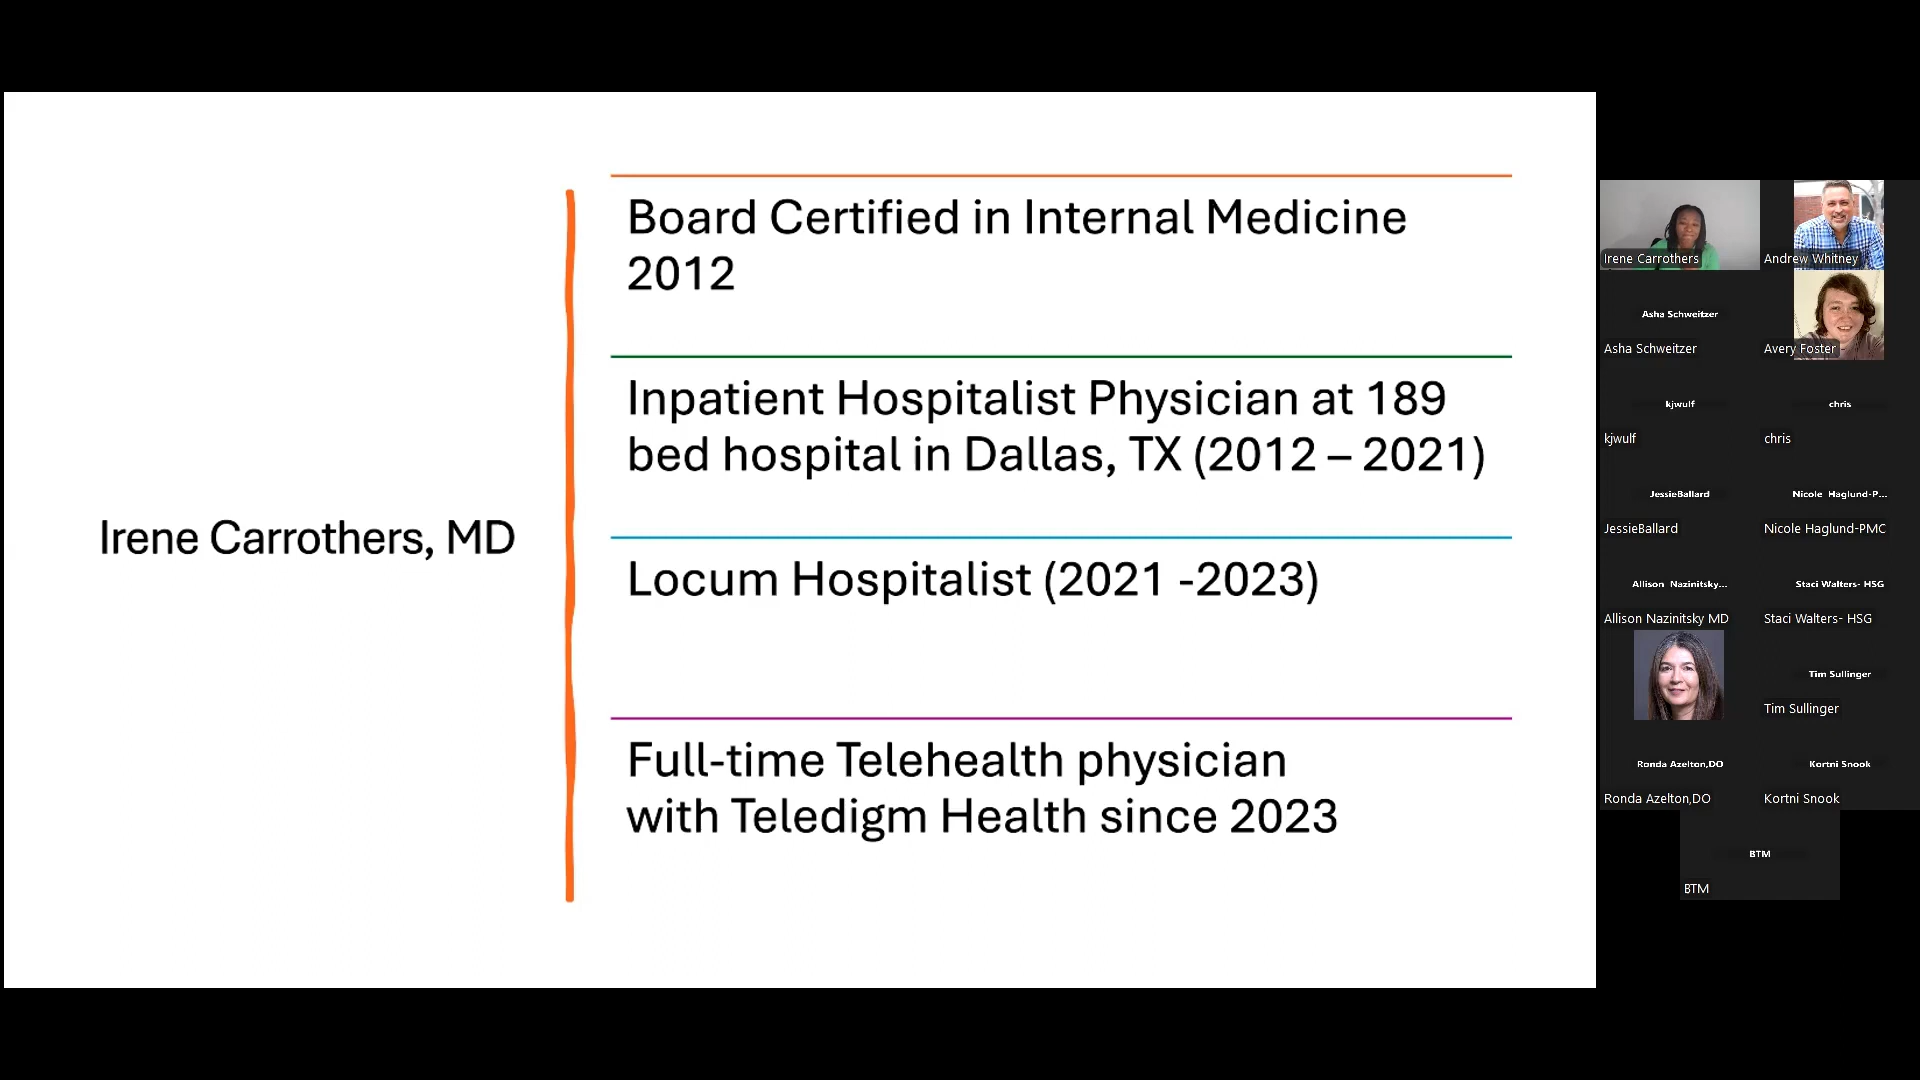 Irene Carrothers, MD
Board Certified in Internal Medicine
2012
Inpatient Hospitalist Physician at 189
bed hospital in Dallas, TX (2012 – 2021)
Locum Hospitalist (2021 -2023)
Full-time Telehealth physician
with Teledigm Health since 2023
Irene Carrothers
Andrew Whitney
Asha Schweitzer
Asha Schweitzer
Avery Foster
kjwulf
kjwulf
chris
chris
JessieBallard
JessieBallard
Nicole Haglund-P...
Nicole Haglund-PMC
Allison Nazinitsky...
Allison Nazinitsky MD
Staci Walters- HSG
Staci Walters- HSG
Tim Sullinger
Tim Sullinger
Ronda Azelton,DO
Ronda Azelton,DO
Kortni Snook
Kortni Snook
BTM
BTM